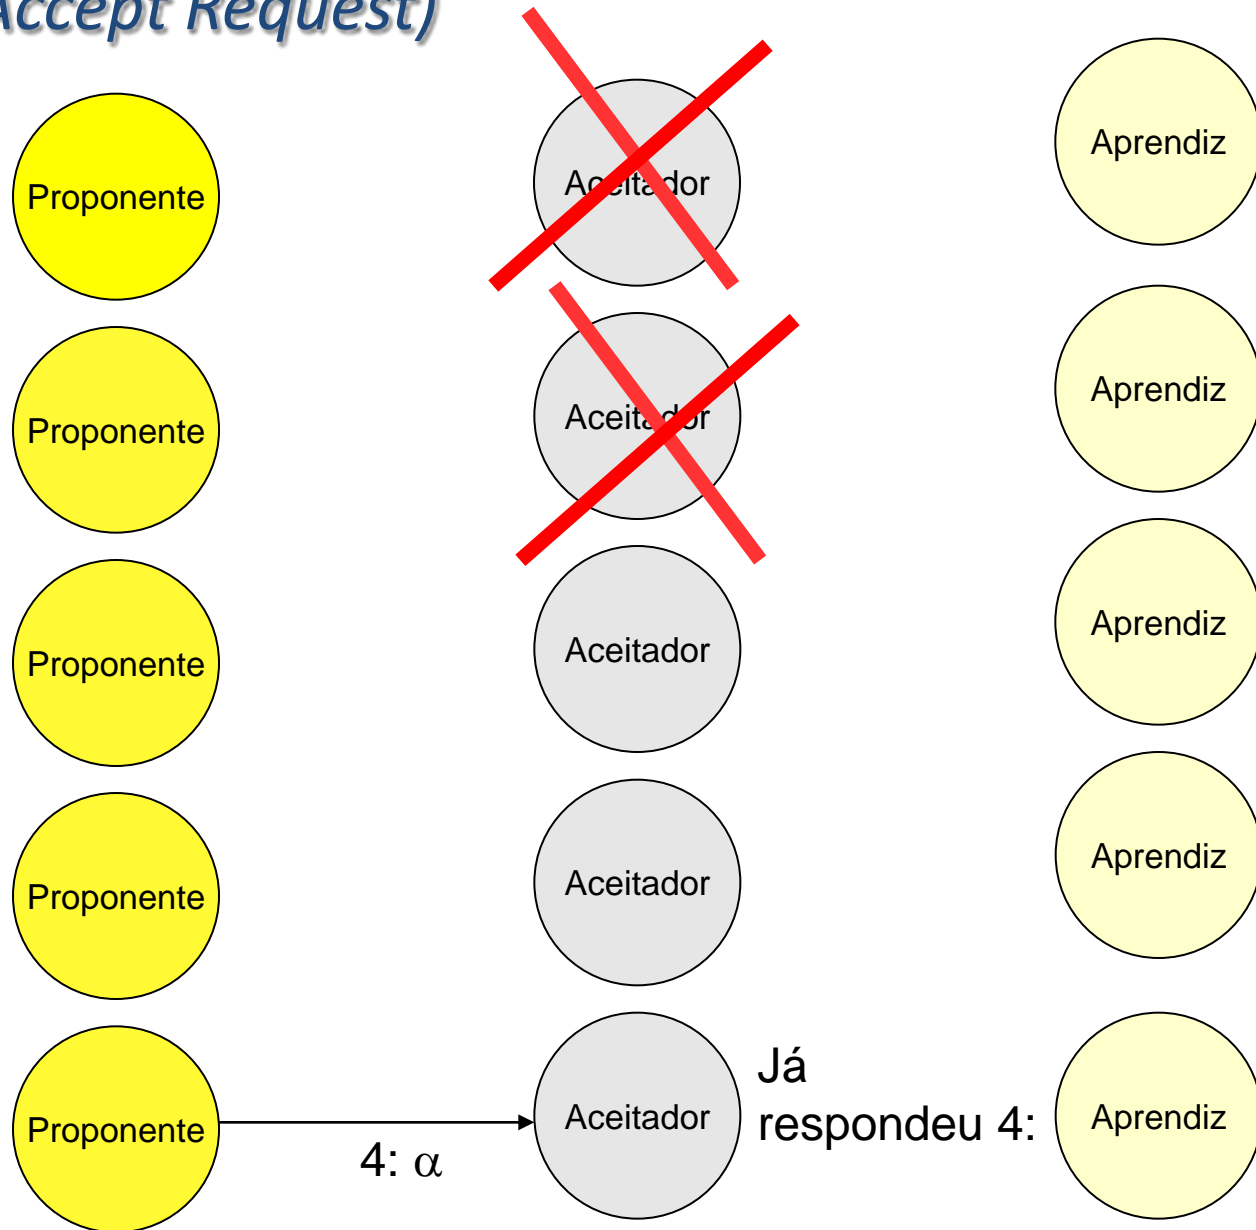 Accept Request)
Proponente
Aceitador
Aprendiz
Proponente
Aceitador
Aprendiz
Proponente
Aceitador
Aprendiz
Proponente
Aceitador
Aprendiz
Proponente
4: α
Aceitador
Já
respondeu 4:
Aprendiz